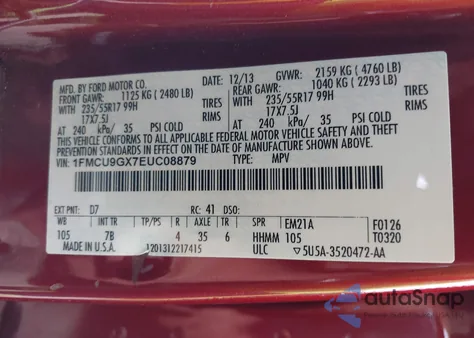 MFD. BY FORD MOTOR CO.
DATE: 12/13 GVWR: 2159 KG (4760 LB)
FRONT GAWR: 1125 KG (2480 LB) REAR GAWR: 1040 KG (2293 LB)
235/55R17 99H TIRES 235/55R17 99H TIRES
17X7.5J RIMS 17X7.5J RIMS
AT 240 kPa/ 35 PSI COLD AT 240 kPa/ 35 PSI COLD
THIS VEHICLE CONFORMS TO ALL APPLICABLE FEDERAL MOTOR VEHICLE SAFETY, BUMPER, AND THEFT
PREVENTION STANDARDS IN EFFECT ON THE DATE OF MANUFACTURE SHOWN ABOVE.
VIN: 1FMCU9GX7EUC08879 TYPE: MPV
EXT PNT: D7 RC: 41 DSO:
WB INT TR TP/PS R AXLE TR SPR EM21A F0126
105 7B 4 35 6 HHMM 105 T0320
MADE IN U.S.A. 1201312217415 ULC 5U5A-3520472-AA
autoSnap